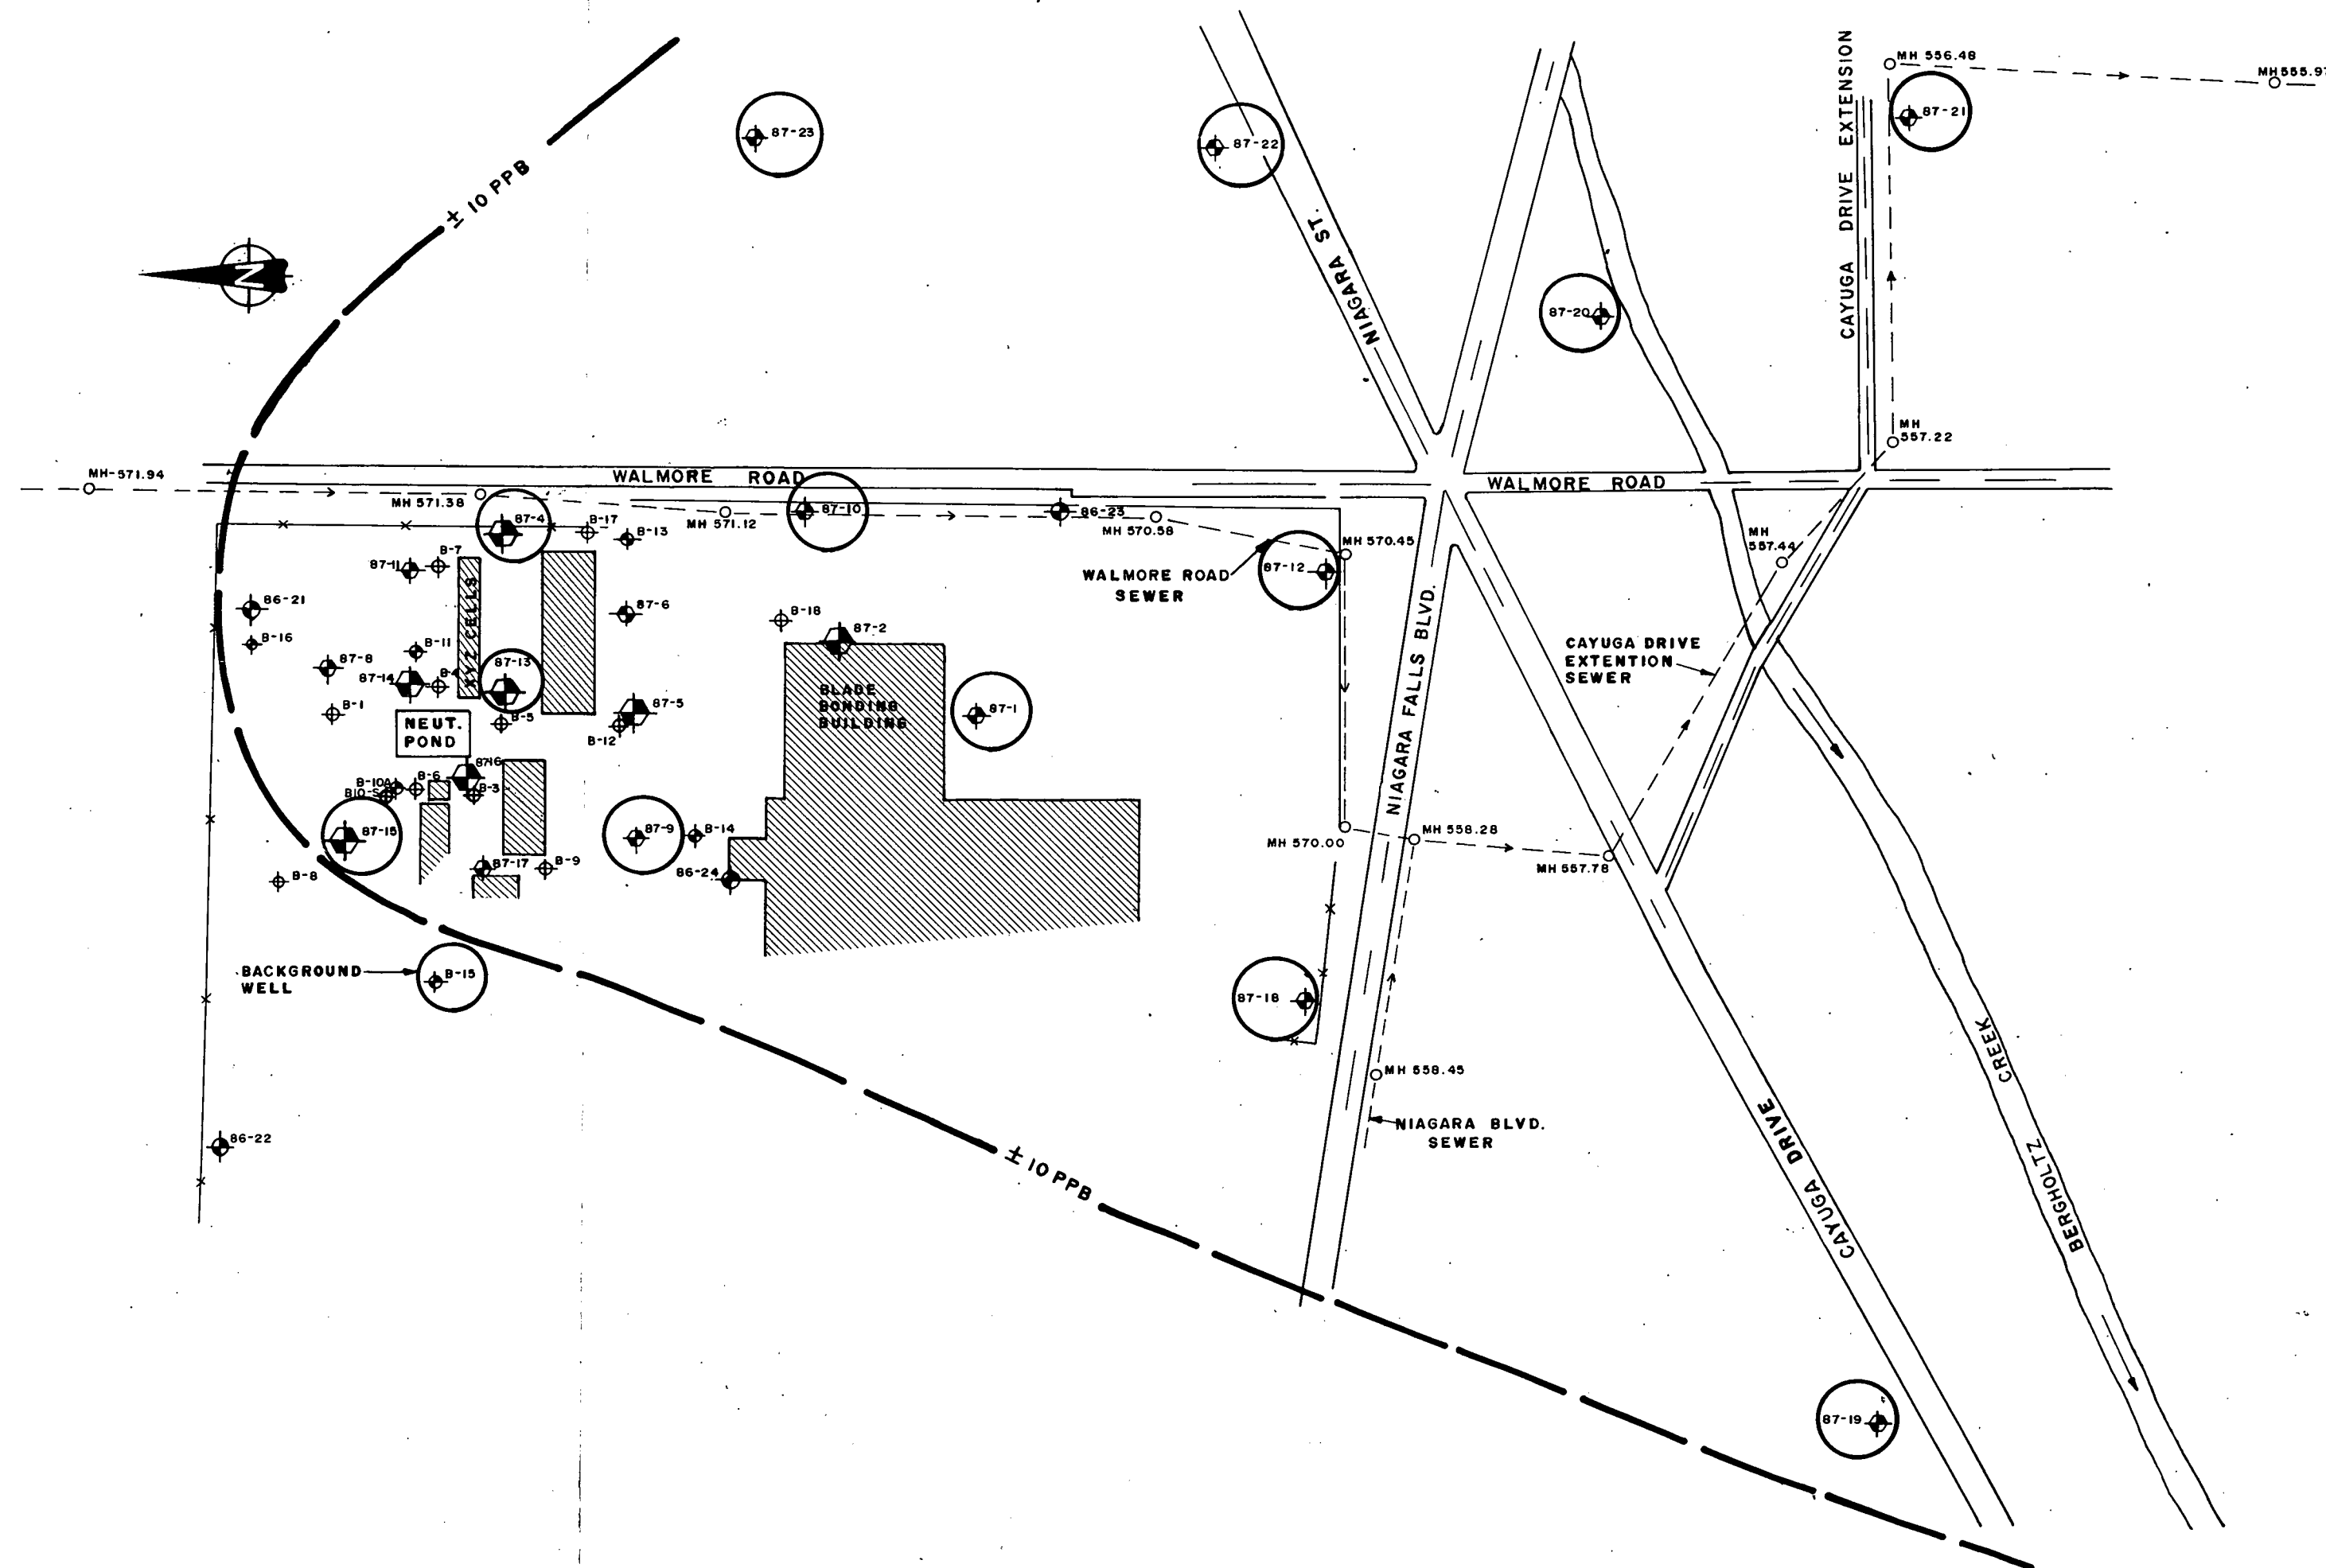 MH 556.48
MH555.97
87-21
87-23
87-22
± 10 PPB
CAYUGA DRIVE EXTENSION
NIAGARA ST.
N
87-20
MH
557.22
MH-571.94
WALMORE ROAD
WALMORE ROAD
MH 571.38
87-4
B-17
B-13
MH 571.12
87-10
86-23
MH 570.58
MH 570.45
MH
557.44
B-7
87-11
XYZ CELLS
87-12
WALMORE ROAD
SEWER
86-21
87-6
B-18
87-2
B-16
B-11
87-8
87-13
87-14
B-4
CAYUGA DRIVE
EXTENTION
SEWER
NIAGARA FALLS BLVD.
B-1
B-5
87-5
B-12
BLADE
BONDING
BUILDING
87-1
NEUT.
POND
87-16
B-10A
B-6
B10-S
B-3
87-15
87-9
B-14
MH 570.00
MH 558.28
MH 557.78
87-17
B-9
86-24
B-8
BACKGROUND
WELL
B-15
87-18
MH 558.45
NIAGARA BLVD.
SEWER
86-22
± 10 PPB
CAYUGA DRIVE
BERGHOLTZ CREEK
87-19